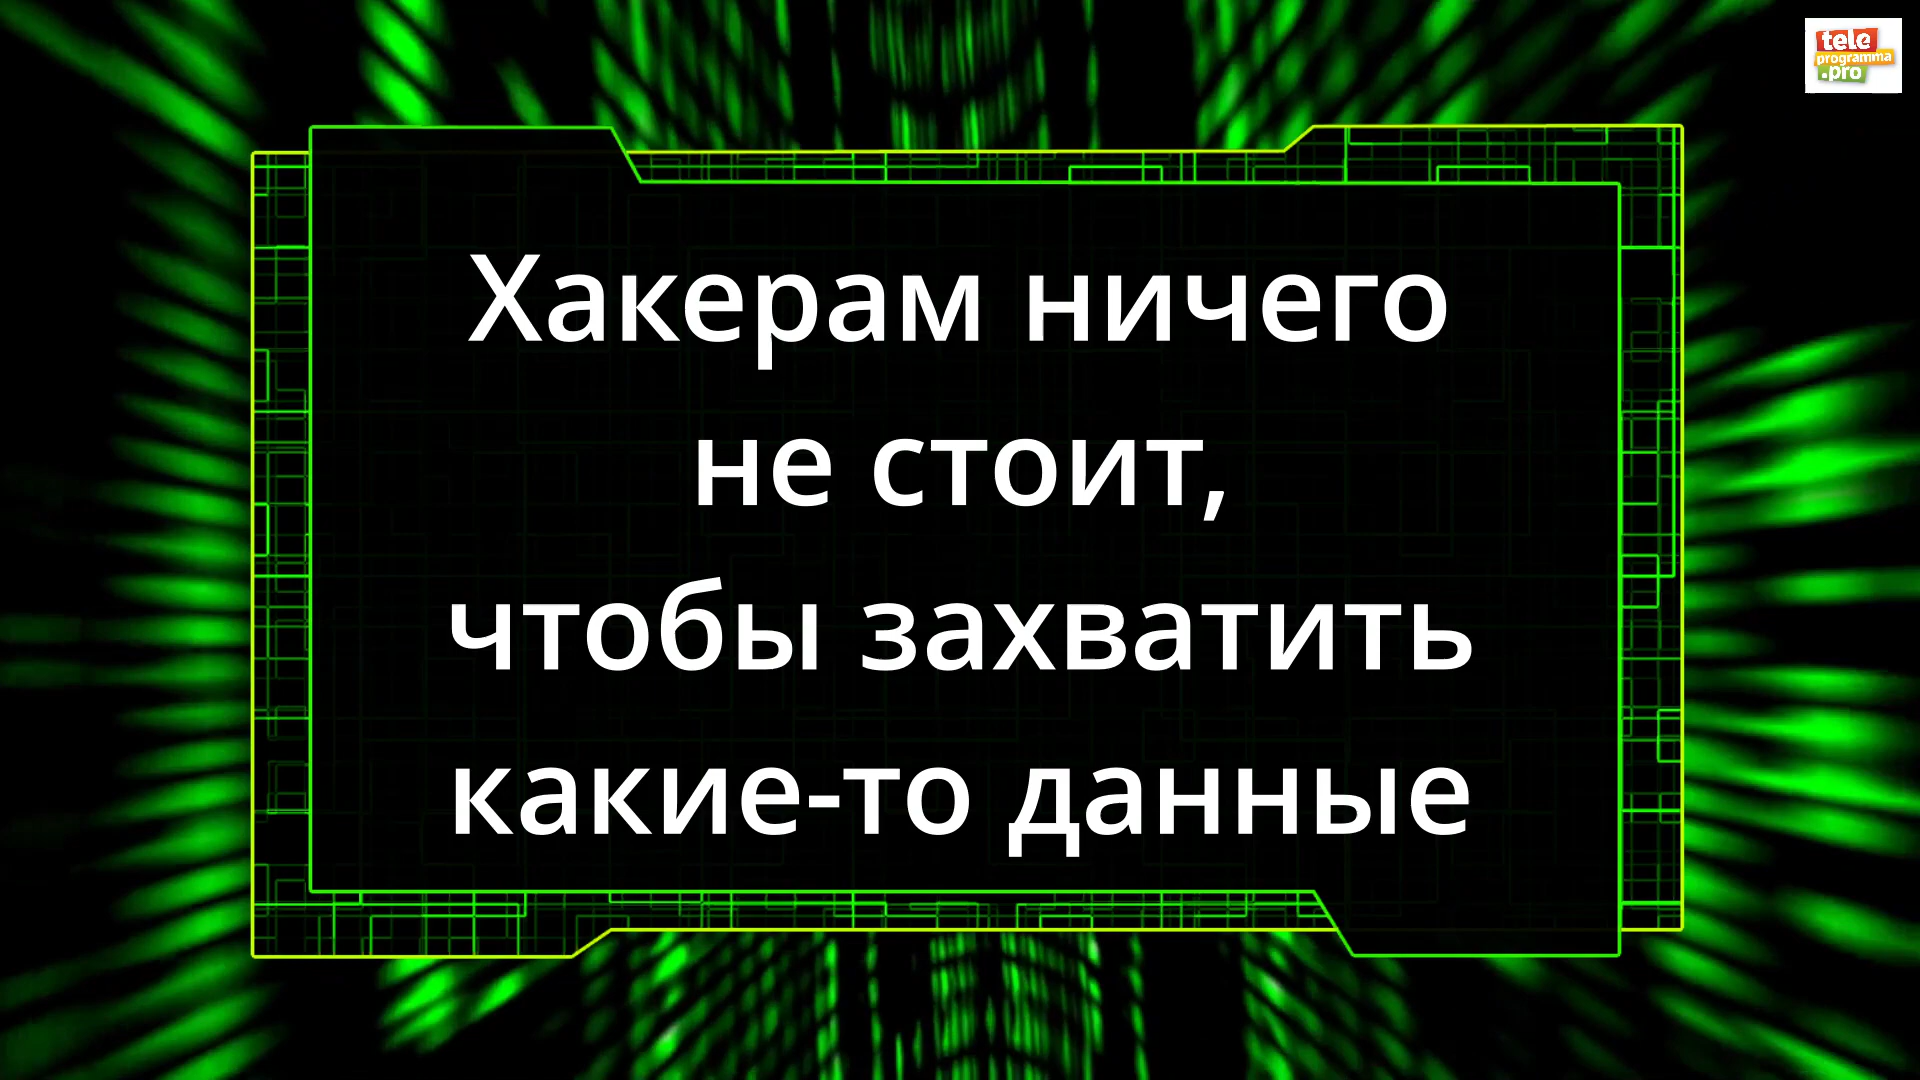 tele
programma
.pro
Хакерам ничего
не стоит,
чтобы захватить
какие-то данные